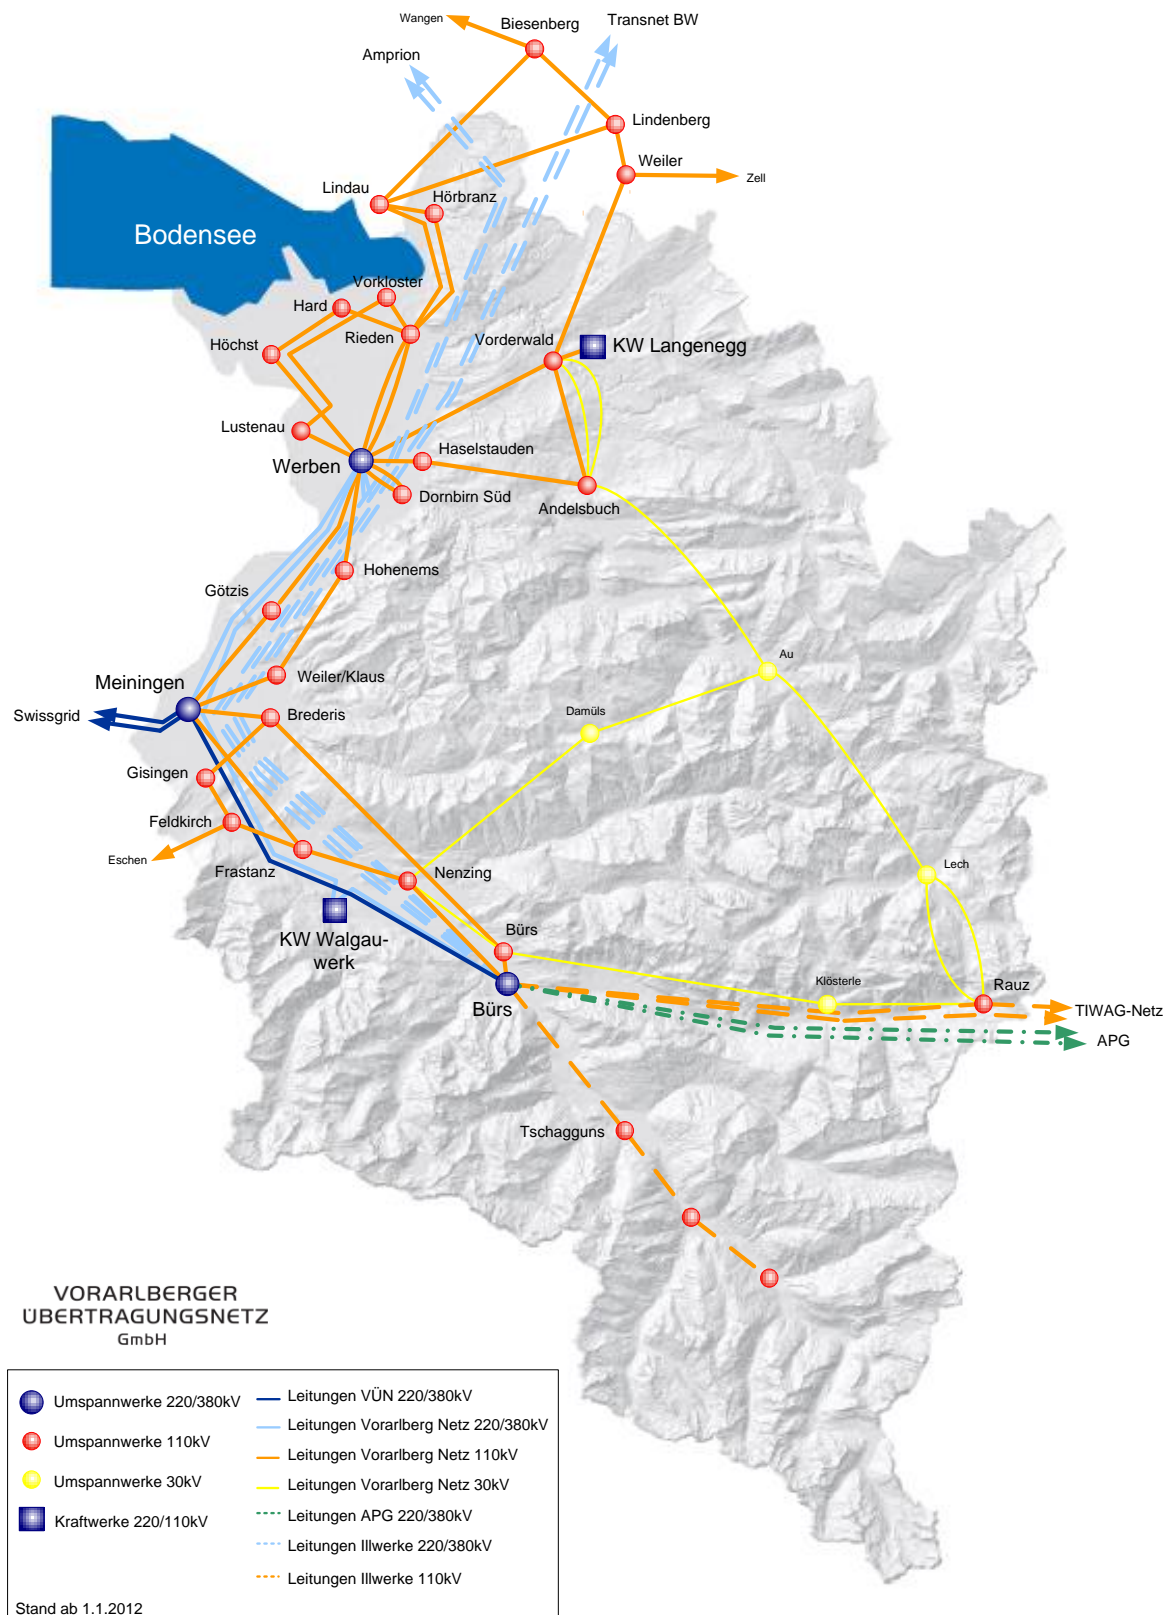 Wangen
Biesenberg
Transnet BW
Amprion
Lindenberg
Weiler
Zell
Lindau
Hörbranz
Bodensee
Vorkloster
Hard
Rieden
Höchst
Vorderwald
KW Langenegg
Lustenau
Haselstauden
Werben
Dornbirn Süd
Andelsbuch
Hohenems
Götzis
Au
Weiler/Klaus
Meiningen
Damüls
Swissgrid
Brederis
Gisingen
Feldkirch
Eschen
Frastanz
Nenzing
Lech
KW Walgau-
werk
Bürs
Klösterle
Rauz
Bürs
TIWAG-Netz
APG
Tschagguns
VORARLBERGER
ÜBERTRAGUNGSNETZ
GmbH
Umspannwerke 220/380kV
Umspannwerke 110kV
Umspannwerke 30kV
Kraftwerke 220/110kV
Leitungen VÜN 220/380kV
Leitungen Vorarlberg Netz 220/380kV
Leitungen Vorarlberg Netz 110kV
Leitungen Vorarlberg Netz 30kV
Leitungen APG 220/380kV
Leitungen Illwerke 220/380kV
Leitungen Illwerke 110kV
Stand ab 1.1.2012